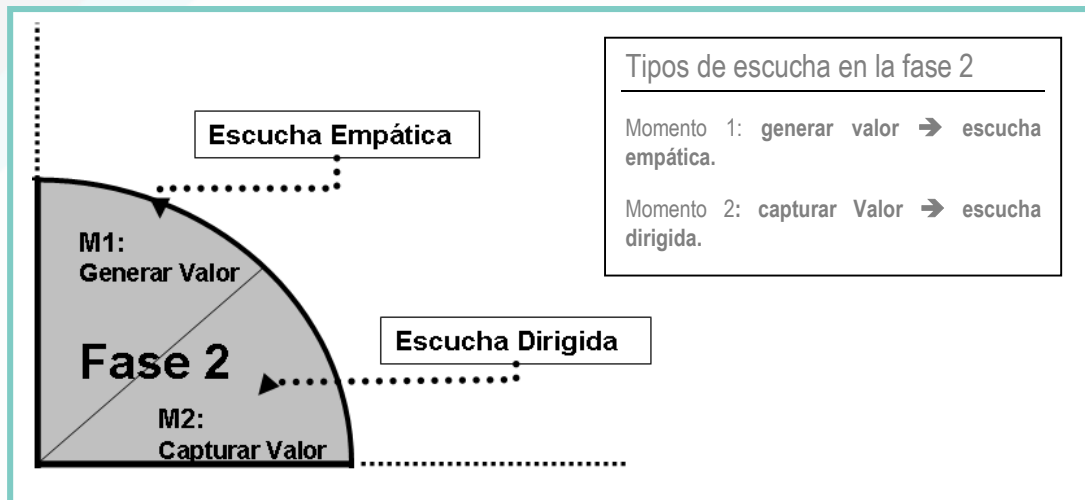 Tipos de escucha en la fase 2
Momento 1: generar valor ➔ escucha
empática.
Momento 2: capturar Valor ➔ escucha
dirigida.
Escucha Empática
M1:
Generar Valor
Escucha Dirigida
Fase 2
M2:
Capturar Valor